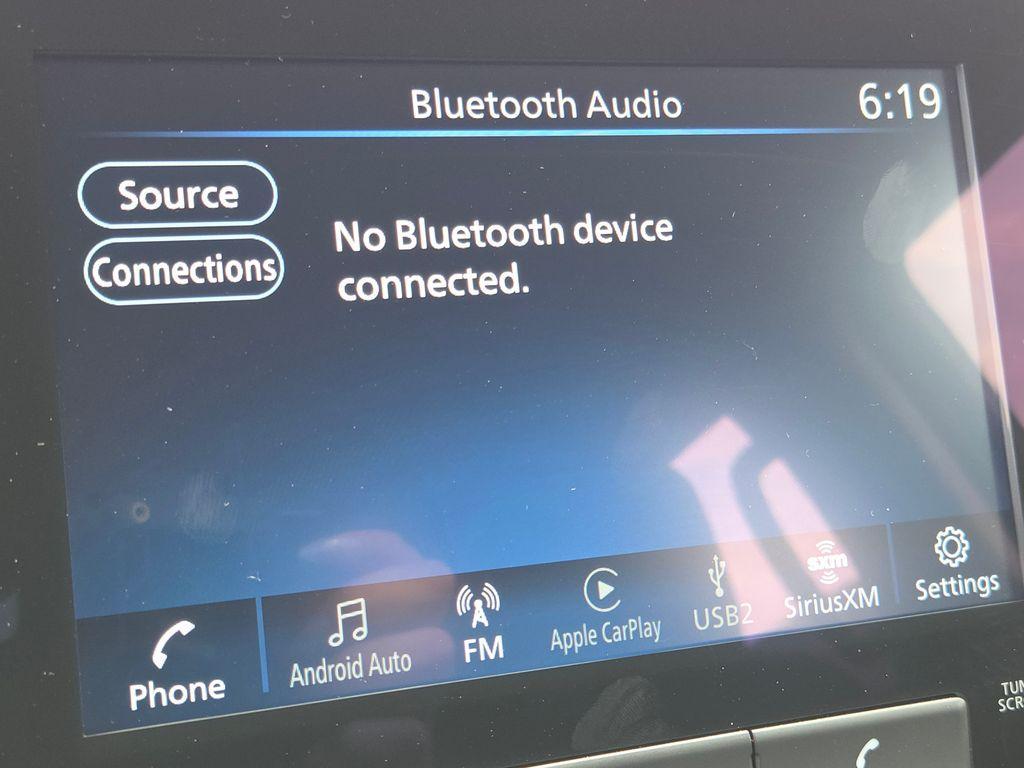 Bluetooth Audio
6:19
Source
Connections
No Bluetooth device
connected.
Phone
Android Auto
FM
Apple CarPlay
USB2
sxm
SiriusXM
Settings